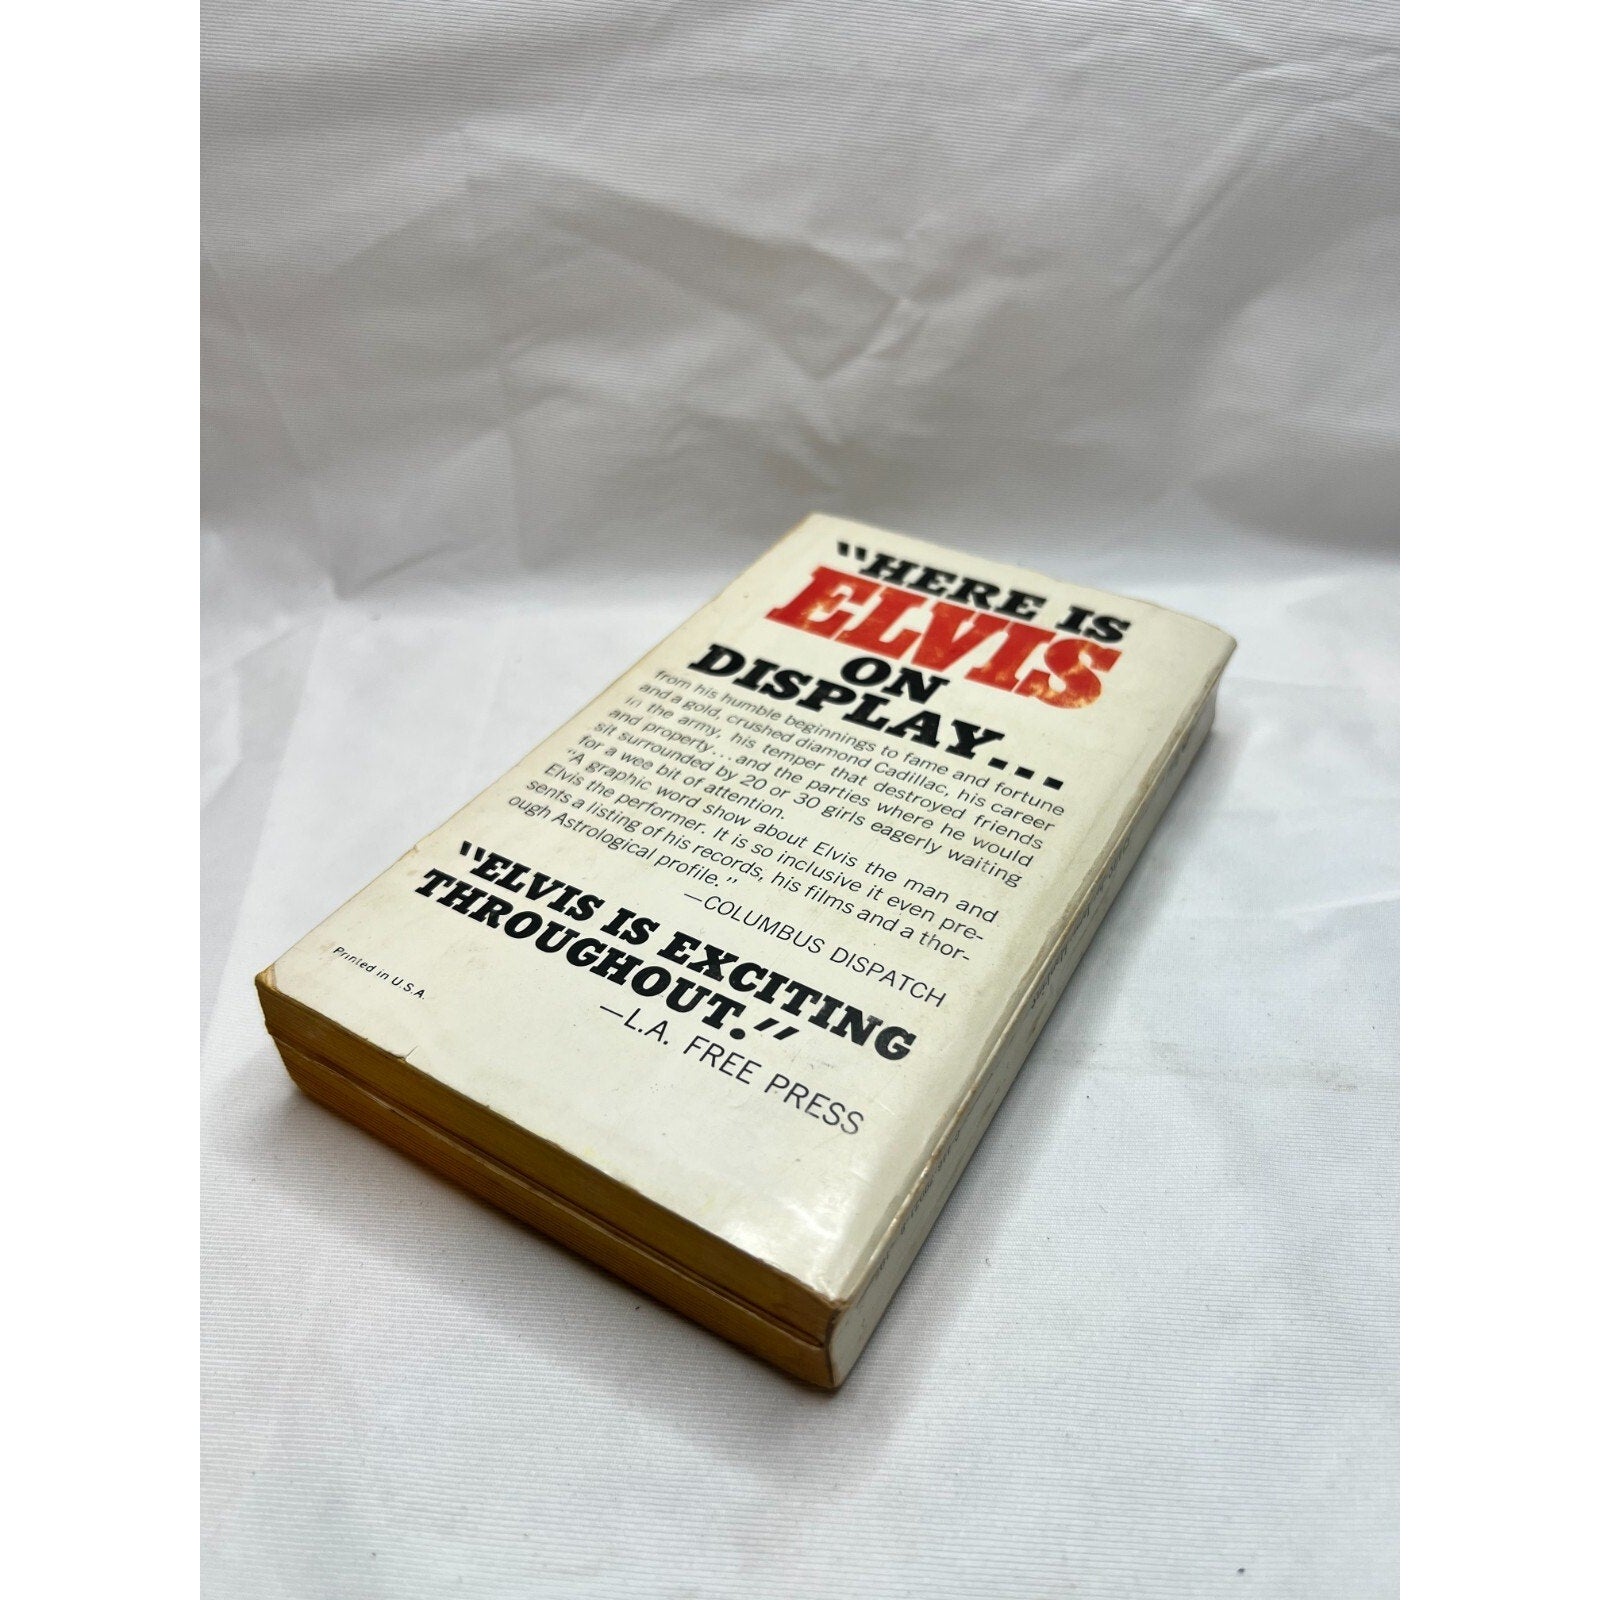 “HERE IS
ELVIS
ON
DISPLAY...
from his humble beginnings to fame and fortune
and a gold, crushed diamond Cadillac, his career
in the army, his temper that destroyed friends
and property...and the parties where he would
sit surrounded by 20 or 30 girls eagerly waiting
for a wee bit of attention.
“A graphic word show about Elvis the man and
Elvis the performer. It is so inclusive it even pre-
sents a listing of his records, his films and a thor-
ough Astrological profile.”
—COLUMBUS DISPATCH
“ELVIS IS EXCITING
THROUGHOUT.”
—L.A. FREE PRESS
Printed in U.S.A.